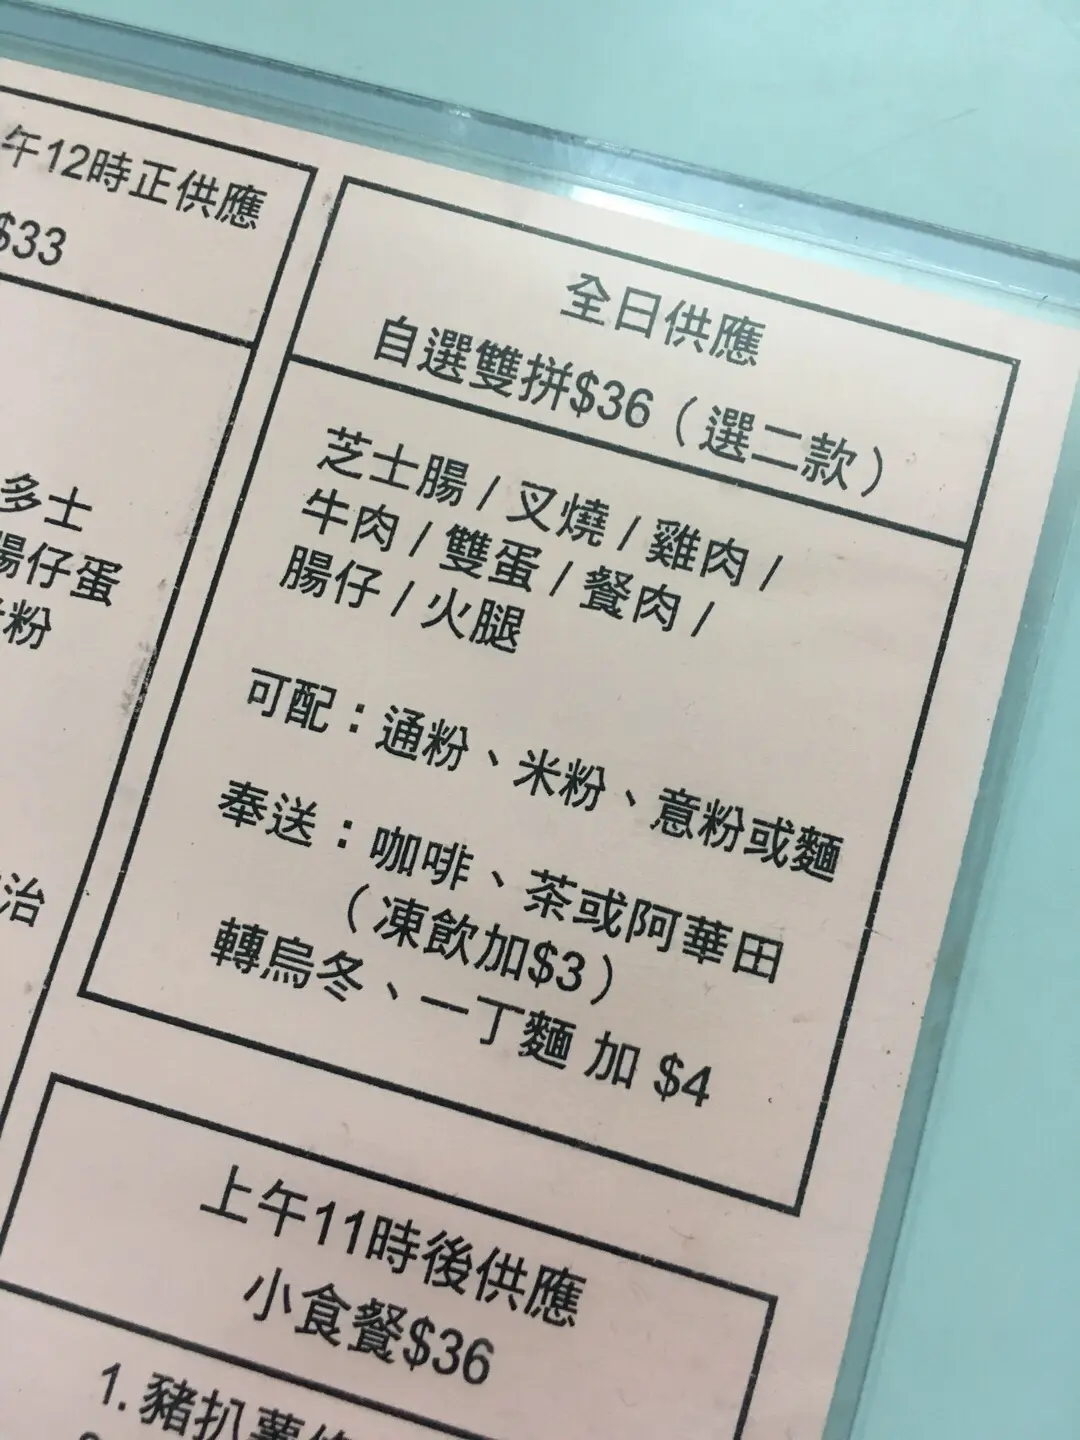 午12時正供應
$33
多士
腸仔蛋
粉
治
全日供應
自選雙拼$36（選二款）
芝士腸 / 叉燒 / 雞肉 /
牛肉 / 雙蛋 / 餐肉 /
腸仔 / 火腿
可配：通粉、米粉、意粉或麵
奉送：咖啡、茶或阿華田
（凍飲加$3）
轉烏冬、一丁麵 加 $4
上午11時後供應
小食餐$36
1. 豬扒薯